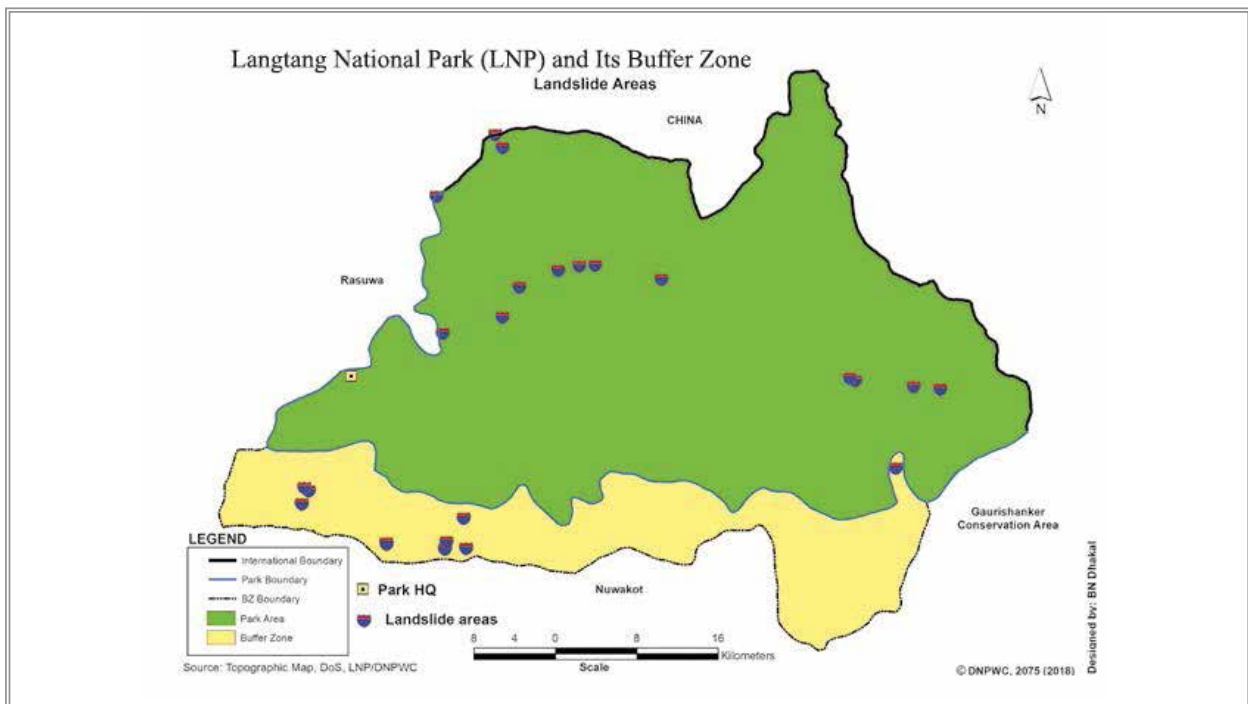 Langtang National Park (LNP) and Its Buffer Zone
Landslide Areas
CHINA
N
Rasuwa
Gaurishanker
Conservation Area
Nuwakot
LEGEND
International Boundary
Park Boundary
BZ Boundary
Park Area
Buffer Zone
Park HQ
Landslide areas
8 4 0 8 16
Kilometers
Scale
Source: Topographic Map, DoS, LNP/DNPWC
© DNPWC, 2075 (2018)
Designed by: BN Dhakal